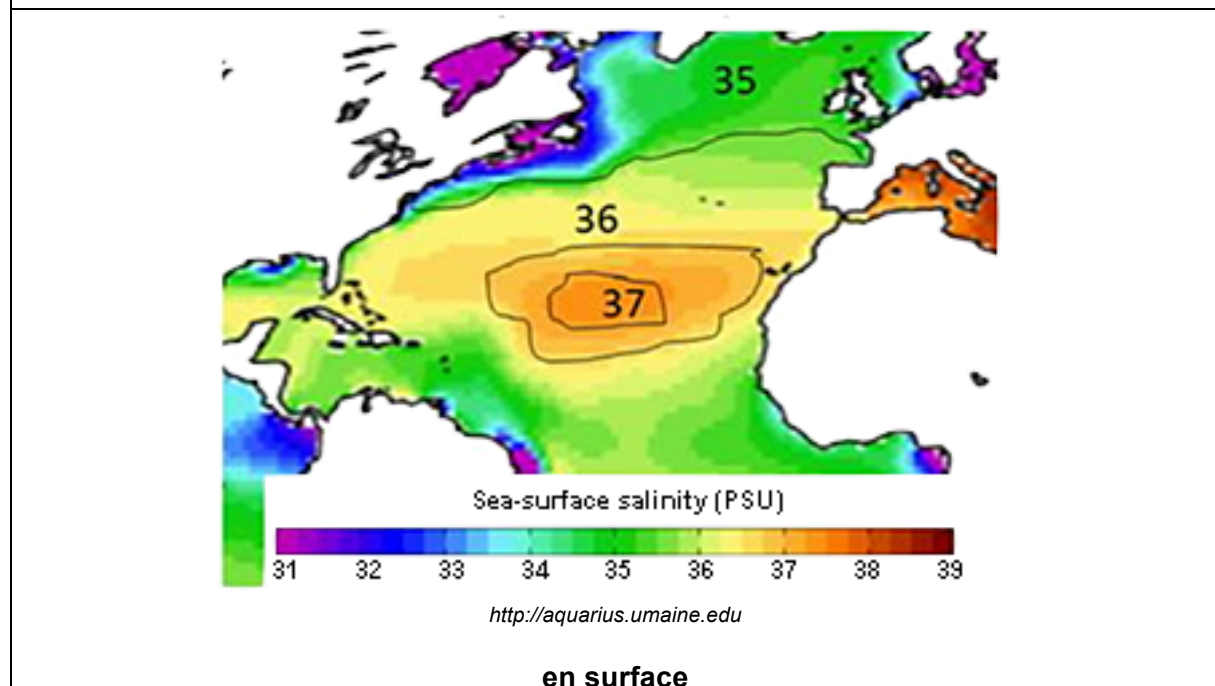 35
36
37
Sea-surface salinity (PSU)
31 32 33 34 35 36 37 38 39
http://aquarius.umaine.edu
en surface